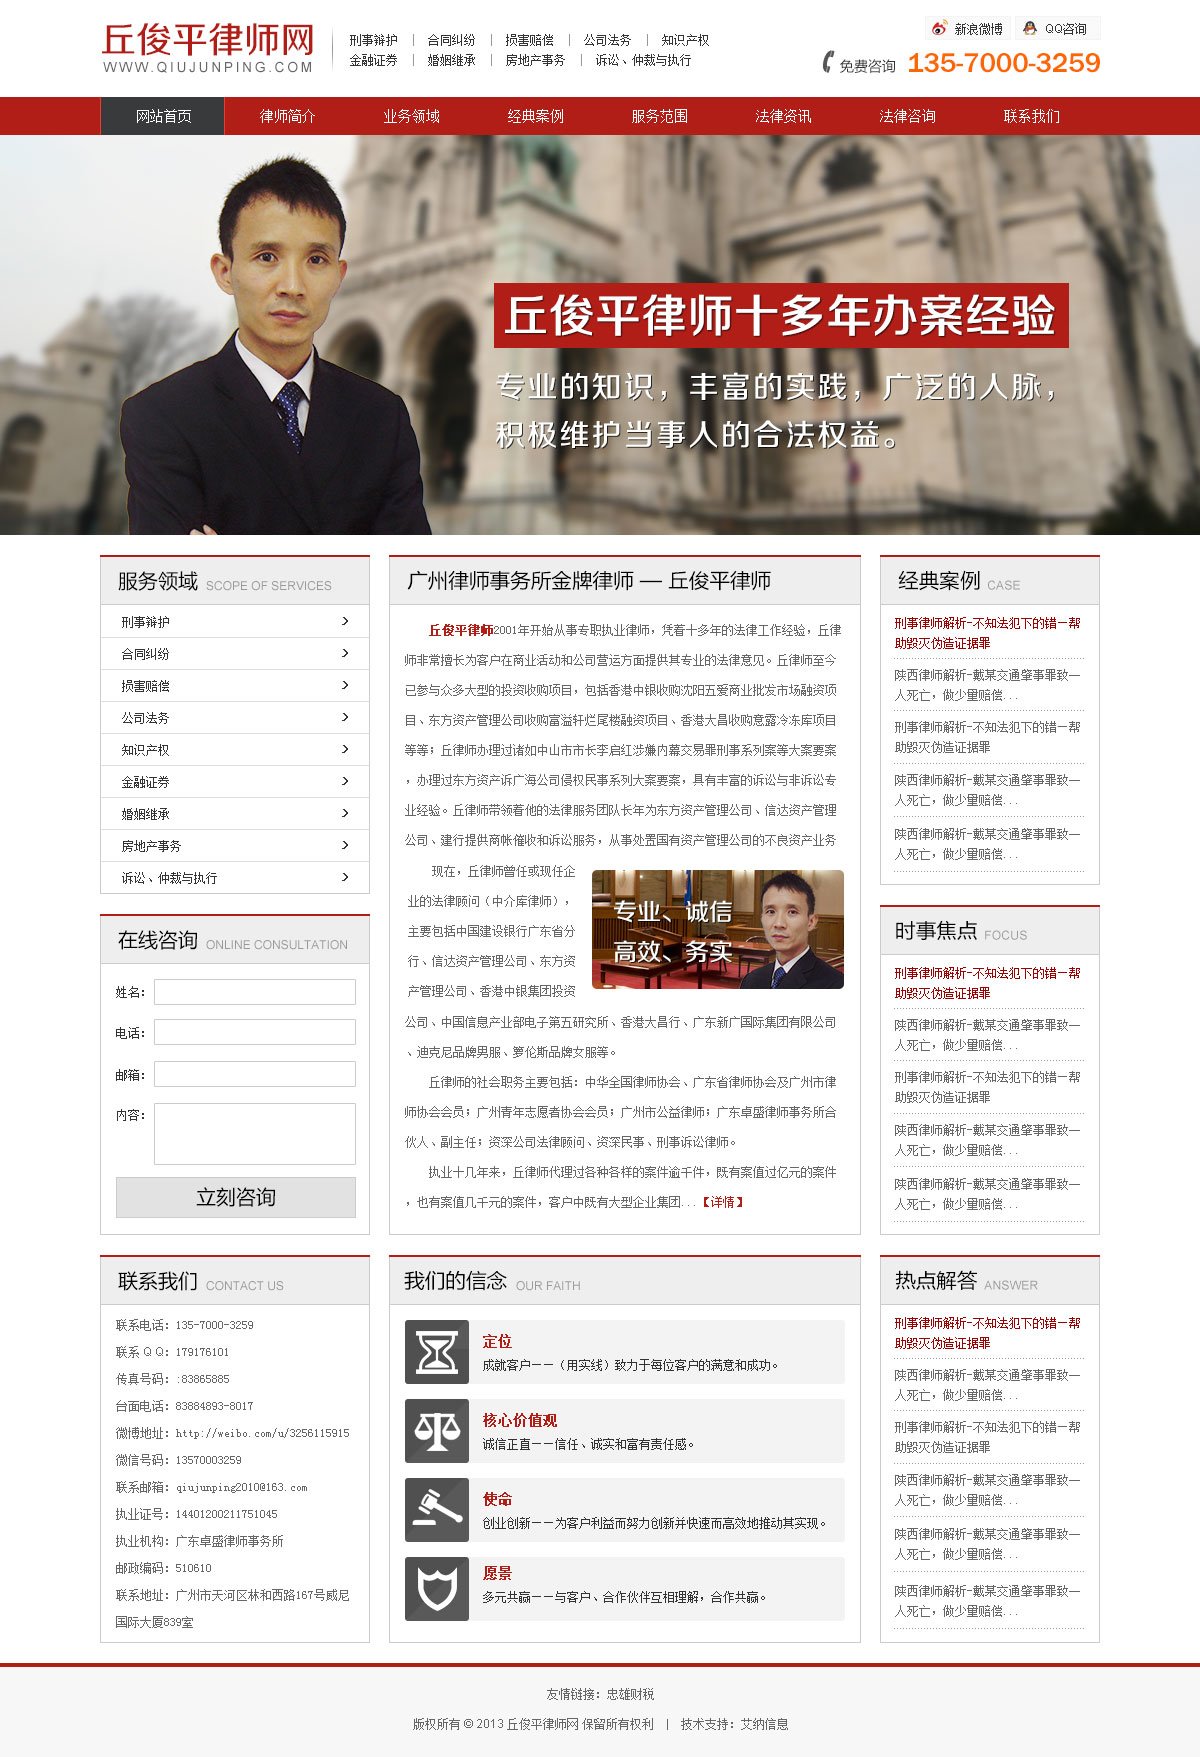 丘俊平律师网
WWW.QIUJUNPING.COM
刑事辩护 | 合同纠纷 | 损害赔偿 | 公司法务 | 知识产权
金融证券 | 婚姻继承 | 房地产事务 | 诉讼、仲裁与执行
新浪微博 QQ咨询
免费咨询 135-7000-3259
网站首页 律师简介 业务领域 经典案例 服务范围 法律资讯 法律咨询 联系我们
丘俊平律师十多年办案经验
专业的知识，丰富的实践，广泛的人脉，
积极维护当事人的合法权益。
服务领域 SCOPE OF SERVICES
刑事辩护
合同纠纷
损害赔偿
公司法务
知识产权
金融证券
婚姻继承
房地产事务
诉讼、仲裁与执行
在线咨询 ONLINE CONSULTATION
姓名：
电话：
邮箱：
内容：
立刻咨询
广州律师事务所金牌律师 — 丘俊平律师
丘俊平律师2001年开始从事专职执业律师，凭着十多年的法律工作经验，丘律
师非常擅长为客户在商业活动和公司营运方面提供其专业的法律意见。丘律师至今
已参与众多大型的投资收购项目，包括香港中银收购沈阳五爱商业批发市场融资项
目、东方资产管理公司收购富溢轩烂尾楼融资项目、香港大昌收购意露冷冻库项目
等等；丘律师办理过诸如中山市市长李启红涉嫌内幕交易罪刑事系列案等大案要案
，办理过东方资产诉广海公司侵权民事系列大案要案，具有丰富的诉讼与非诉讼专
业经验。丘律师带领着他的法律服务团队长年为东方资产管理公司、信达资产管理
公司、建行提供商帐催收和诉讼服务，从事处置国有资产管理公司的不良资产业务
现在，丘律师曾任或现任企
业的法律顾问（中介库律师），
主要包括中国建设银行广东省分
行、信达资产管理公司、东方资
产管理公司、香港中银集团投资
专业、诚信
高效、务实
公司、中国信息产业部电子第五研究所、香港大昌行、广东新广国际集团有限公司
、迪克尼品牌男服、箩伦斯品牌女服等。
丘律师的社会职务主要包括：中华全国律师协会、广东省律师协会及广州市律
师协会会员；广州青年志愿者协会会员；广州市公益律师；广东卓盛律师事务所合
伙人、副主任；资深公司法律顾问、资深民事、刑事诉讼律师。
执业十几年来，丘律师代理过各种各样的案件逾千件，既有案值过亿元的案件
，也有案值几千元的案件，客户中既有大型企业集团...【详情】
经典案例 CASE
刑事律师解析-不知法犯下的错—帮
助毁灭伪造证据罪
陕西律师解析-戴某交通肇事罪致一
人死亡，做少量赔偿...
刑事律师解析-不知法犯下的错—帮
助毁灭伪造证据罪
陕西律师解析-戴某交通肇事罪致一
人死亡，做少量赔偿...
陕西律师解析-戴某交通肇事罪致一
人死亡，做少量赔偿...
时事焦点 FOCUS
刑事律师解析-不知法犯下的错—帮
助毁灭伪造证据罪
陕西律师解析-戴某交通肇事罪致一
人死亡，做少量赔偿...
刑事律师解析-不知法犯下的错—帮
助毁灭伪造证据罪
陕西律师解析-戴某交通肇事罪致一
人死亡，做少量赔偿...
陕西律师解析-戴某交通肇事罪致一
人死亡，做少量赔偿...
联系我们 CONTACT US
联系电话：135-7000-3259
联系ＱＱ：179176101
传真号码：:83865885
台面电话：83884893-8017
微博地址：http://weibo.com/u/3256115915
微信号码：13570003259
联系邮箱：qiujunping2010@163.com
执业证号：14401200211751045
执业机构：广东卓盛律师事务所
邮政编码：510610
联系地址：广州市天河区林和西路167号威尼
国际大厦839室
我们的信念 OUR FAITH
定位
成就客户——（用实线）致力于每位客户的满意和成功。
核心价值观
诚信正直——信任、诚实和富有责任感。
使命
创业创新——为客户利益而努力创新并快速而高效地推动其实现。
愿景
多元共赢——与客户、合作伙伴互相理解，合作共赢。
热点解答 ANSWER
刑事律师解析-不知法犯下的错—帮
助毁灭伪造证据罪
陕西律师解析-戴某交通肇事罪致一
人死亡，做少量赔偿...
刑事律师解析-不知法犯下的错—帮
助毁灭伪造证据罪
陕西律师解析-戴某交通肇事罪致一
人死亡，做少量赔偿...
陕西律师解析-戴某交通肇事罪致一
人死亡，做少量赔偿...
陕西律师解析-戴某交通肇事罪致一
人死亡，做少量赔偿...
友情链接：忠雄财税
版权所有 © 2013 丘俊平律师网 保留所有权利 | 技术支持：艾纳信息